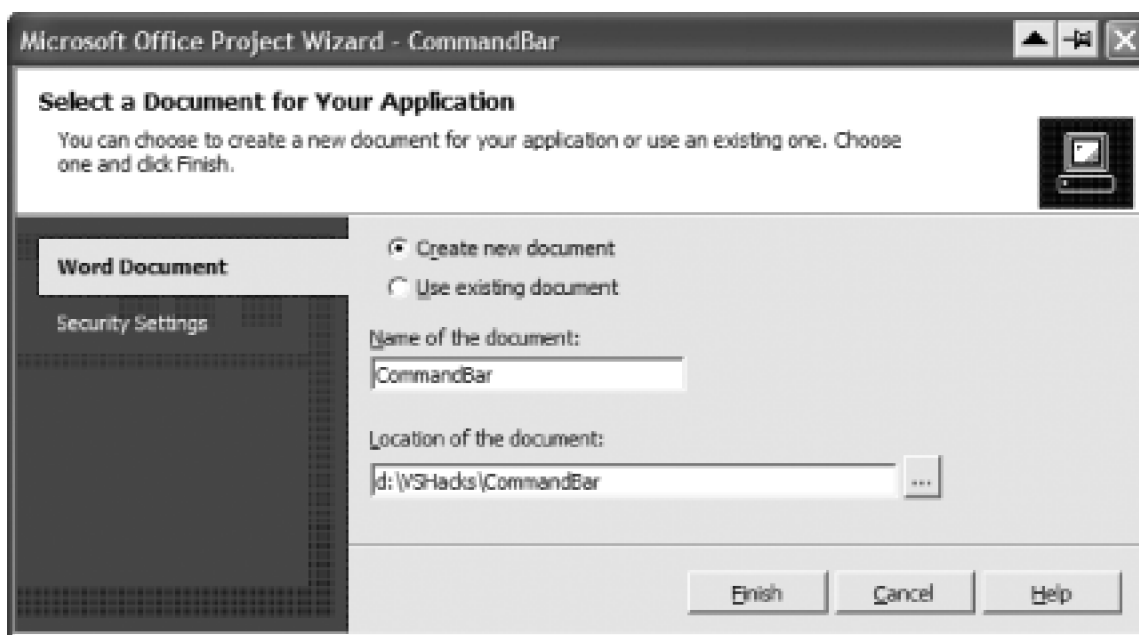 Microsoft Office Project Wizard - CommandBar
Select a Document for Your Application
You can choose to create a new document for your application or use an existing one. Choose
one and click Finish.
Word Document
Security Settings
Create new document
Use existing document
Name of the document:
CommandBar
Location of the document:
d:\VSHacks\CommandBar
...
Finish
Cancel
Help